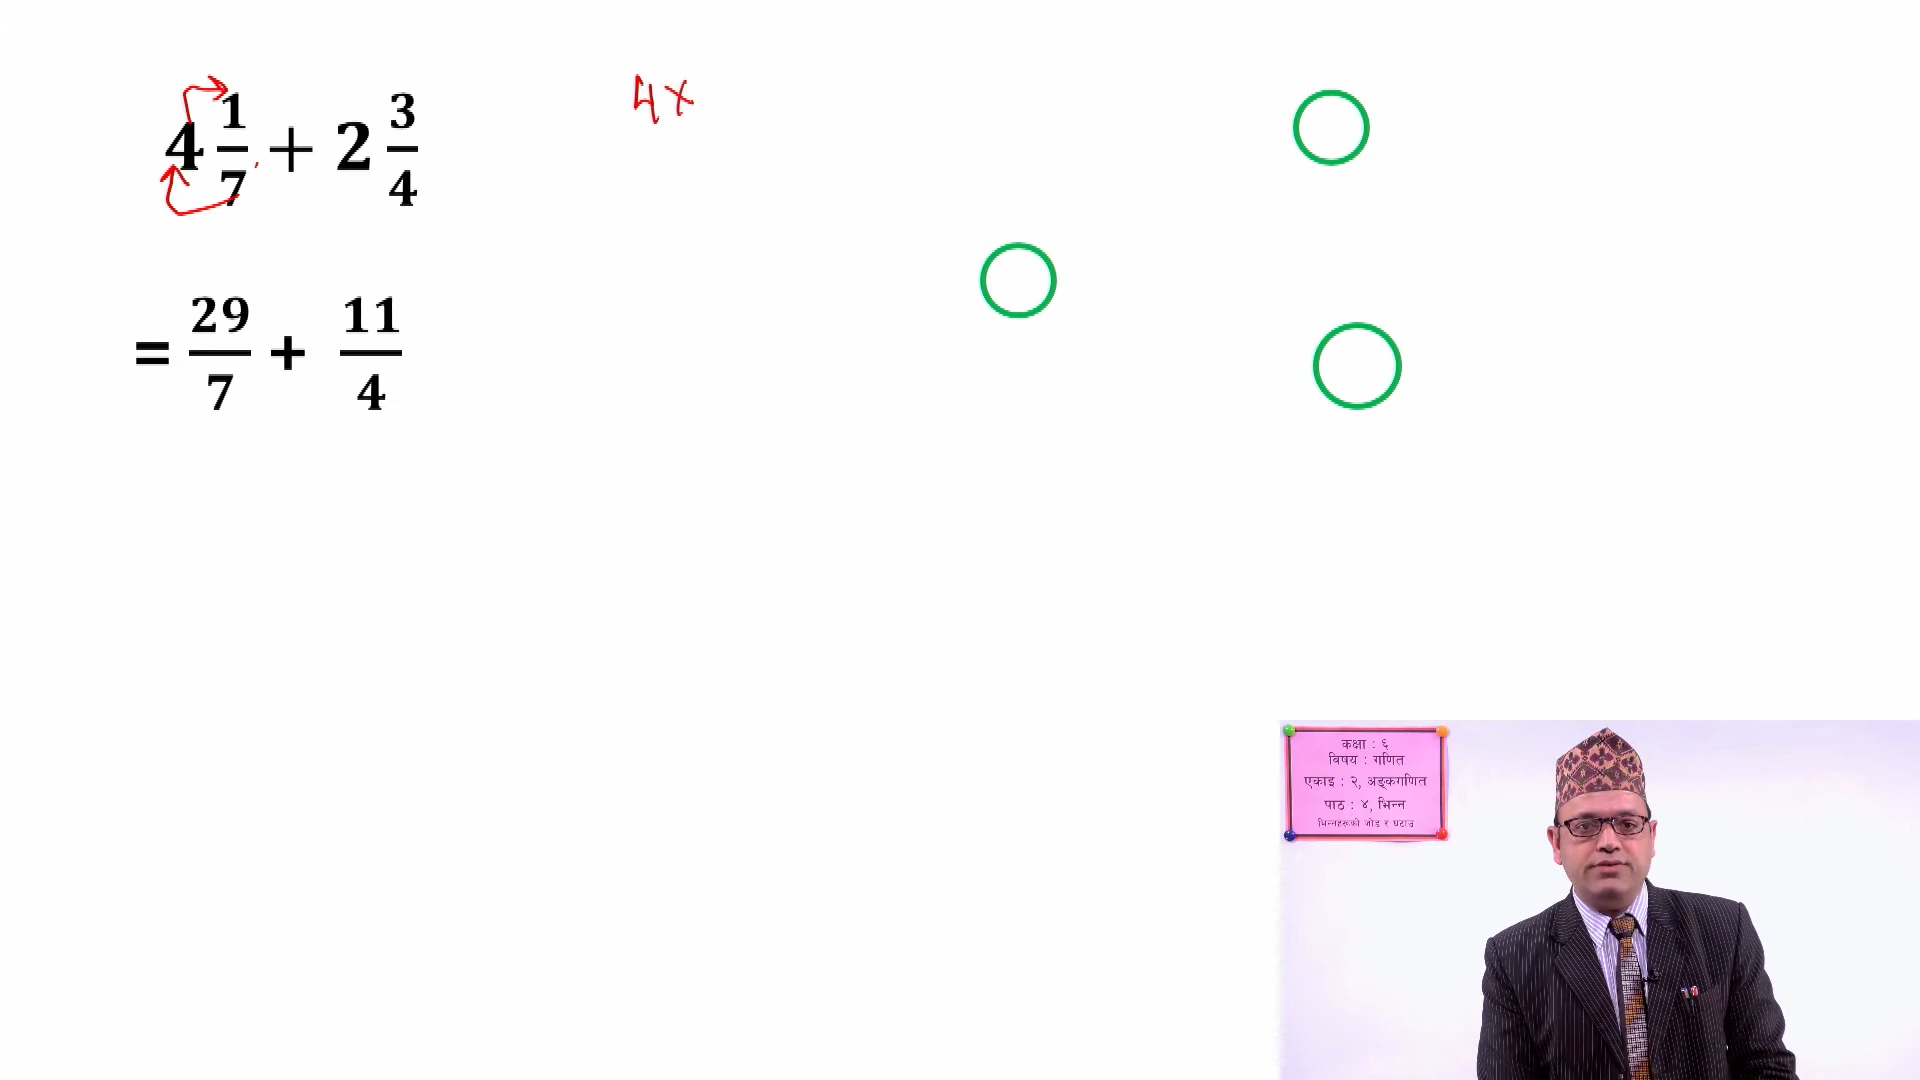 4 1/7 + 2 3/4
4×
= 29/7 + 11/4
कक्षा : ६
विषय : गणित
एकाइ : २, अङ्कगणित
पाठ : ४, भिन्न
भिन्नहरूको जोड र घटाउ